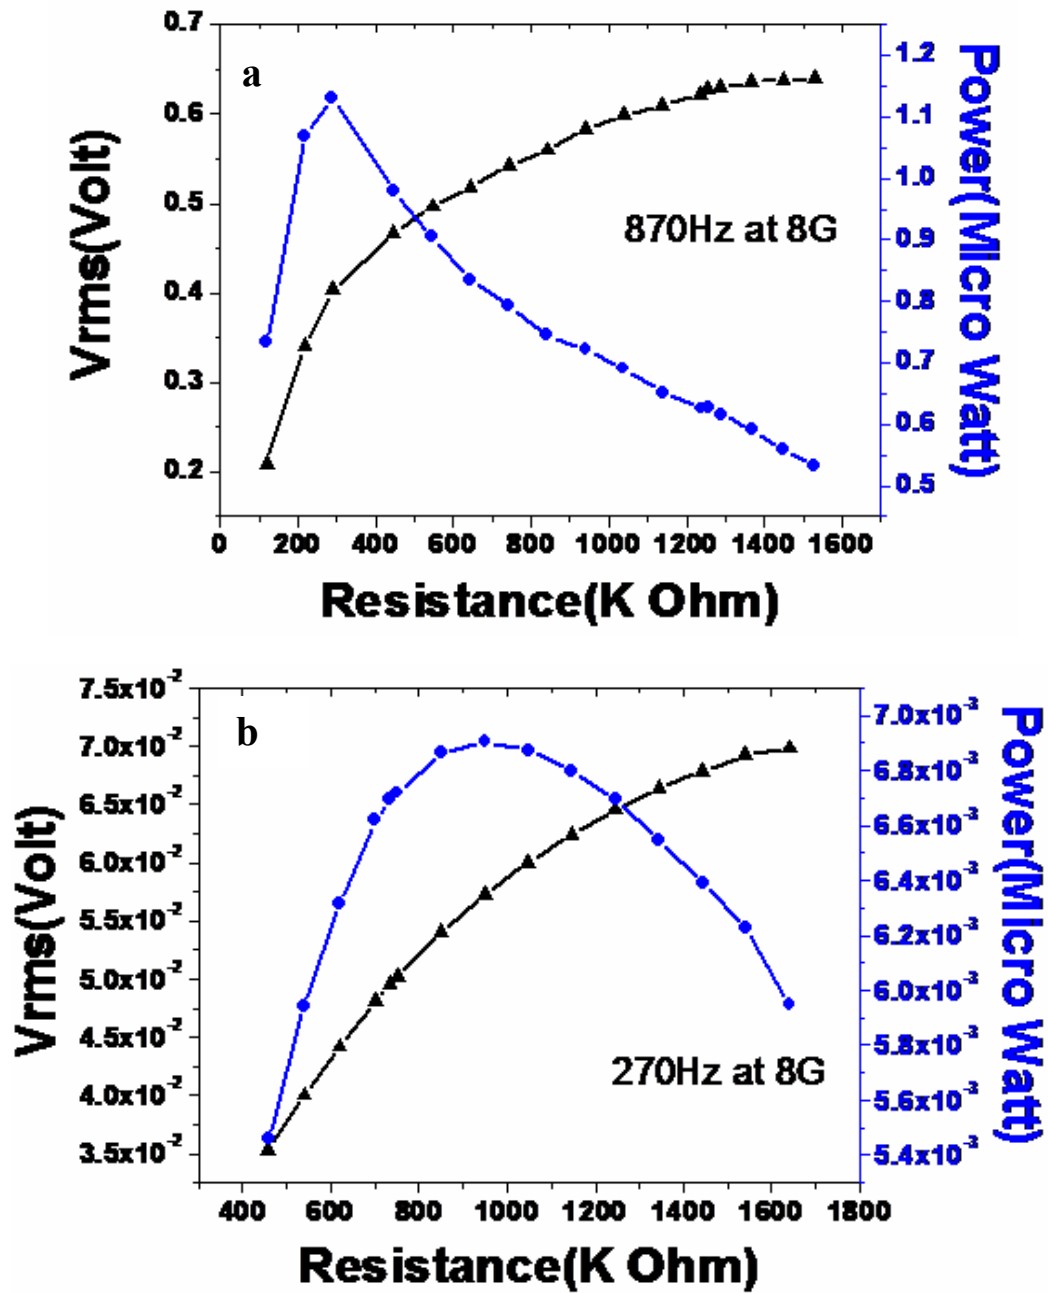 a
0.7
0.6
0.5
0.4
0.3
0.2
Vrms(Volt)
1.2
1.1
1.0
0.9
0.8
0.7
0.6
0.5
Power(Micro Watt)
870Hz at 8G
0 200 400 600 800 1000 1200 1400 1600
Resistance(K Ohm)
b
7.5x10⁻²
7.0x10⁻²
6.5x10⁻²
6.0x10⁻²
5.5x10⁻²
5.0x10⁻²
4.5x10⁻²
4.0x10⁻²
3.5x10⁻²
Vrms(Volt)
7.0x10⁻³
6.8x10⁻³
6.6x10⁻³
6.4x10⁻³
6.2x10⁻³
6.0x10⁻³
5.8x10⁻³
5.6x10⁻³
5.4x10⁻³
Power(Micro Watt)
270Hz at 8G
400 600 800 1000 1200 1400 1600 1800
Resistance(K Ohm)